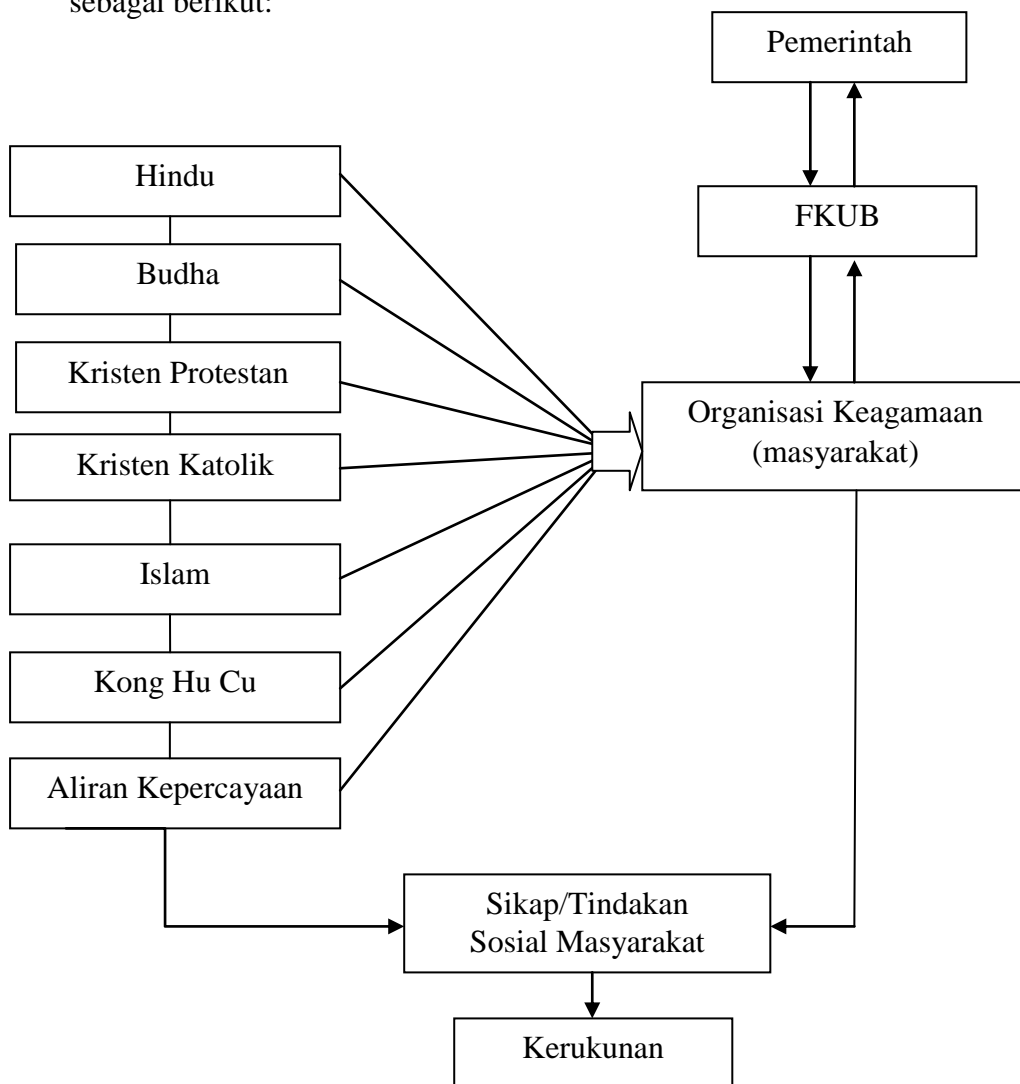 sebagai berikut:
Pemerintah
Hindu
FKUB
Budha
Kristen Protestan
Organisasi Keagamaan
(masyarakat)
Kristen Katolik
Islam
Kong Hu Cu
Aliran Kepercayaan
Sikap/Tindakan
Sosial Masyarakat
Kerukunan